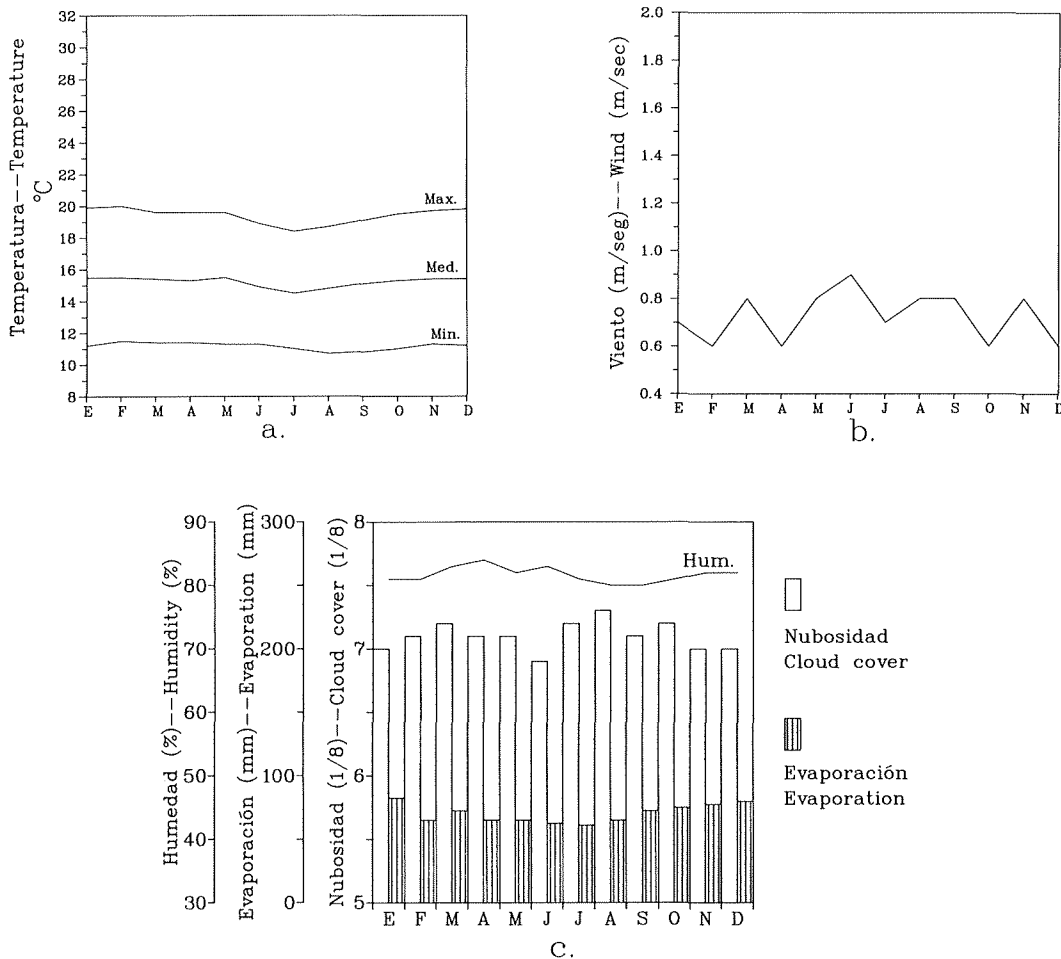 Temperatura--Temperature
°C
32
30
28
26
24
22
20
18
16
14
12
10
8
Max.
Med.
Min.
E F M A M J J A S O N D
a.
Viento (m/seg)--Wind (m/sec)
2.0
1.8
1.6
1.4
1.2
1.0
0.8
0.6
0.4
E F M A M J J A S O N D
b.
Humedad (%)--Humidity (%)
90
80
70
60
50
40
30
Evaporación (mm)--Evaporation (mm)
300
200
100
0
Nubosidad (1/8)--Cloud cover (1/8)
8
7
6
5
Hum.
E F M A M J J A S O N D
c.
Nubosidad
Cloud cover
Evaporación
Evaporation